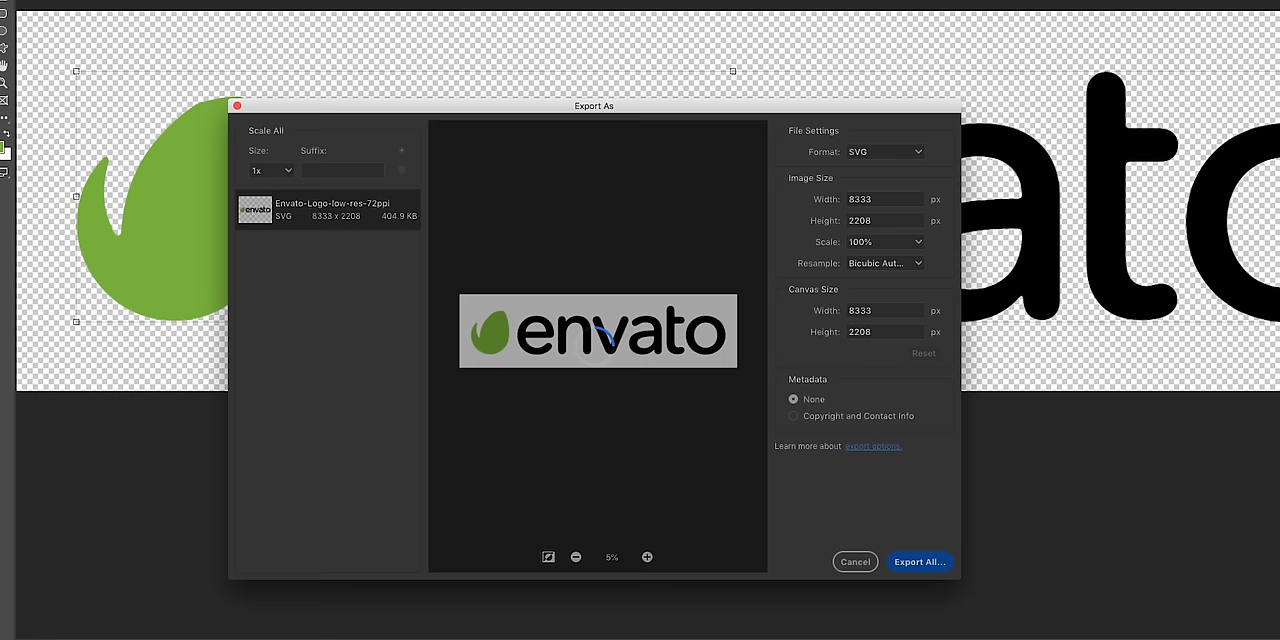 Export As
Scale All
Size:
Suffix:
+
1x
envato
Envato-Logo-low-res-72ppi
SVG 8333 x 2208 404.9 KB
envato
5%
File Settings
Format: SVG
Image Size
Width: 8333 px
Height: 2208 px
Scale: 100%
Resample: Bicubic Aut...
Canvas Size
Width: 8333 px
Height: 2208 px
Reset
Metadata
None
Copyright and Contact Info
Learn more about export options.
Cancel
Export All...
ato